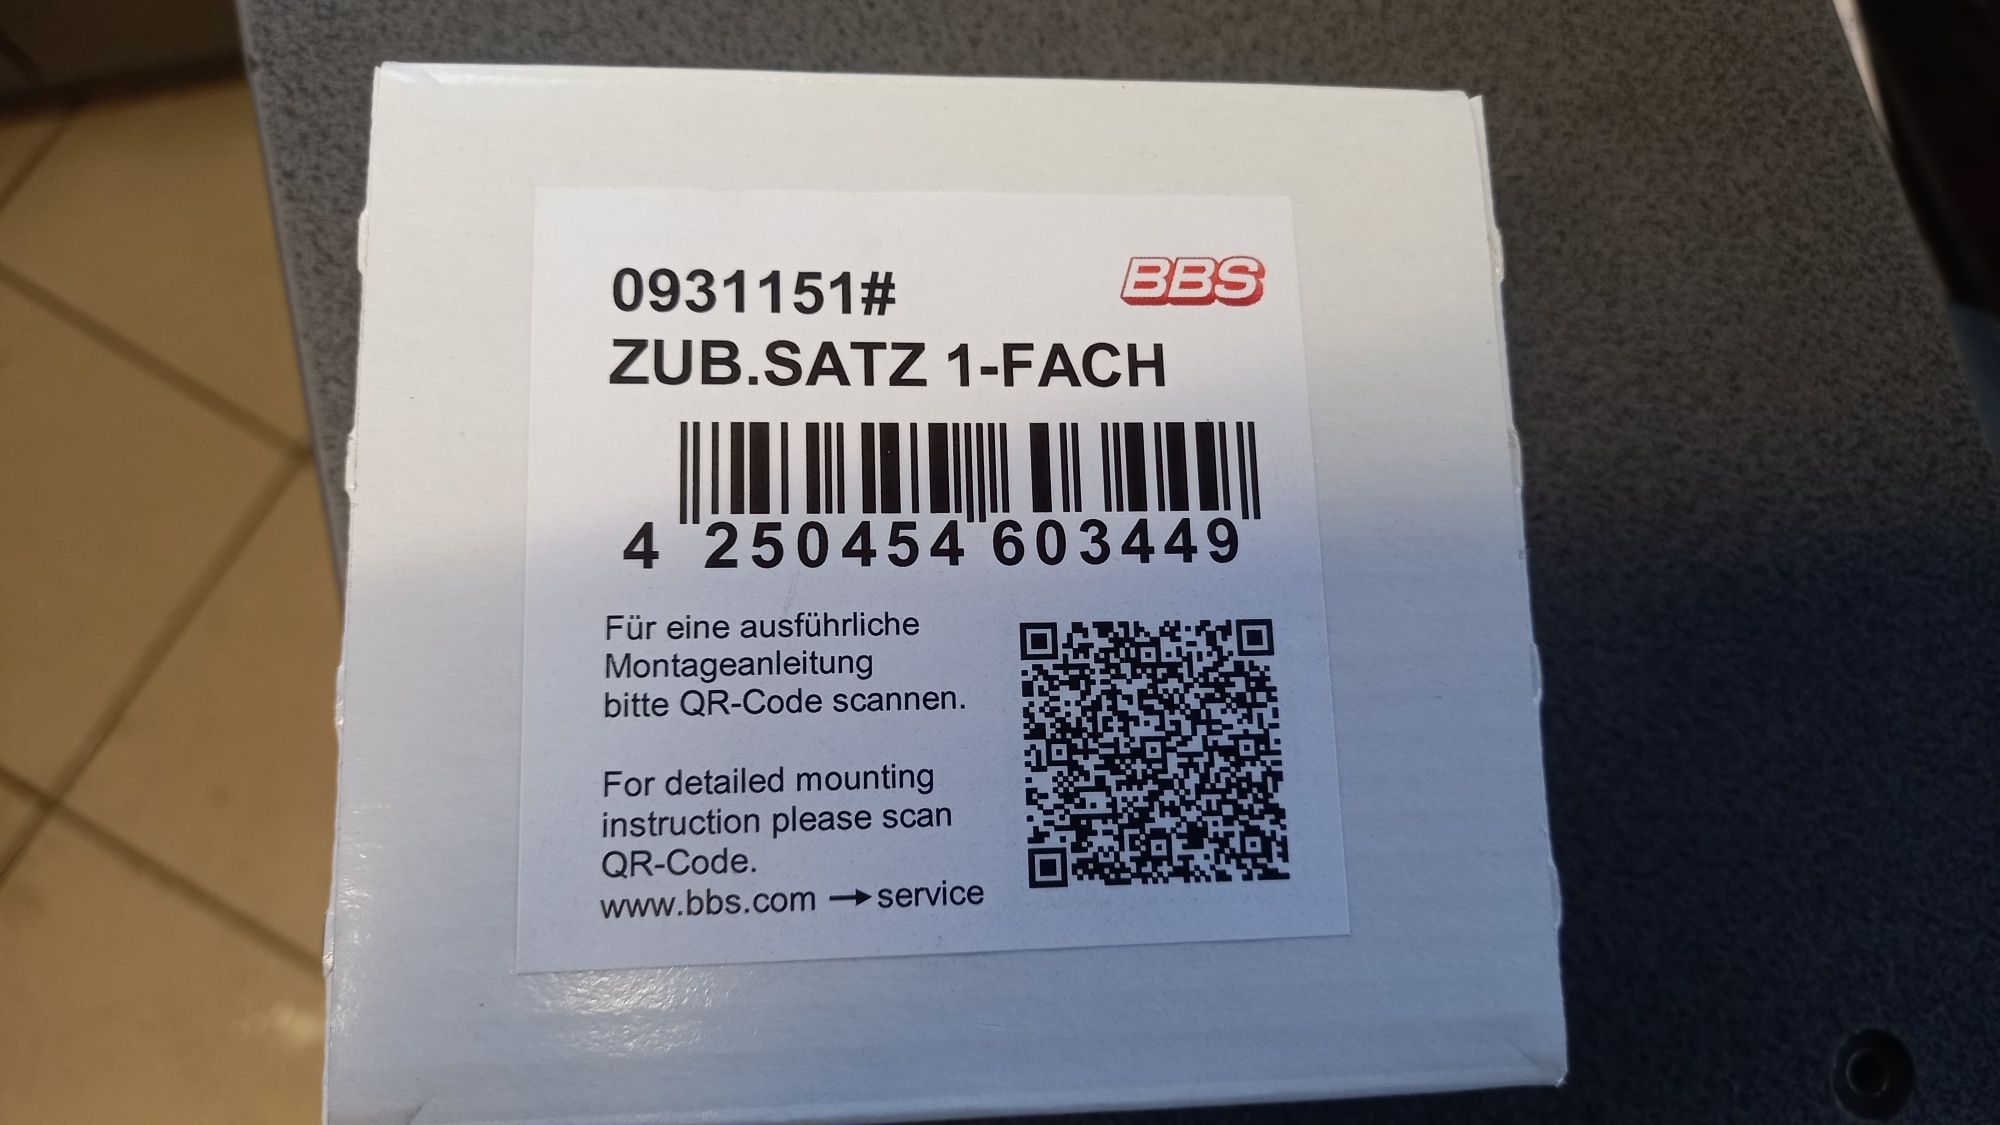 0931151#
BBS
ZUB.SATZ 1-FACH
4 250454 603449
Für eine ausführliche
Montageanleitung
bitte QR-Code scannen.
For detailed mounting
instruction please scan
QR-Code.
www.bbs.com → service